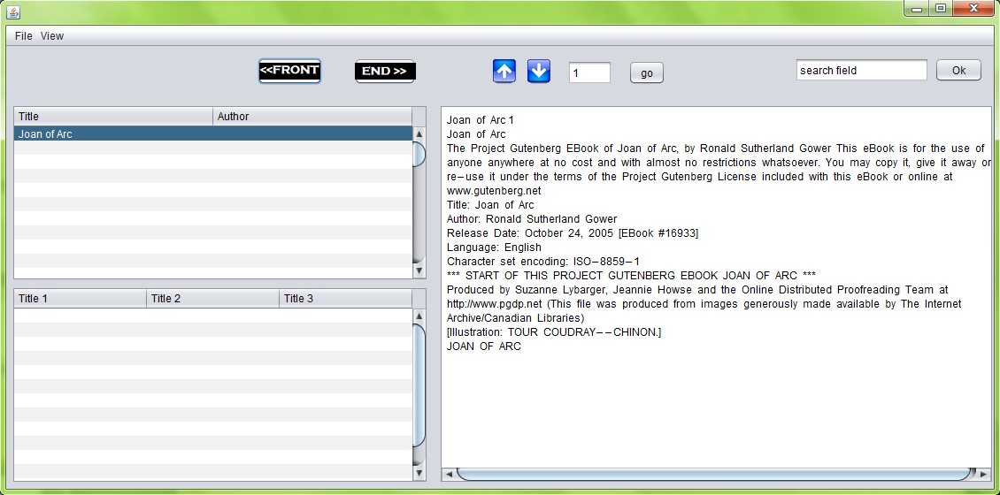 File View
<<FRONT END >> 1 go search field Ok
Title Author
Joan of Arc
Title 1 Title 2 Title 3
Joan of Arc 1
Joan of Arc
The Project Gutenberg EBook of Joan of Arc, by Ronald Sutherland Gower This eBook is for the use of
anyone anywhere at no cost and with almost no restrictions whatsoever. You may copy it, give it away or
re−use it under the terms of the Project Gutenberg License included with this eBook or online at
www.gutenberg.net
Title: Joan of Arc
Author: Ronald Sutherland Gower
Release Date: October 24, 2005 [EBook #16933]
Language: English
Character set encoding: ISO−8859−1
*** START OF THIS PROJECT GUTENBERG EBOOK JOAN OF ARC ***
Produced by Suzanne Lybarger, Jeannie Howse and the Online Distributed Proofreading Team at
http://www.pgdp.net (This file was produced from images generously made available by The Internet
Archive/Canadian Libraries)
[Illustration: TOUR COUDRAY−−CHINON.]
JOAN OF ARC